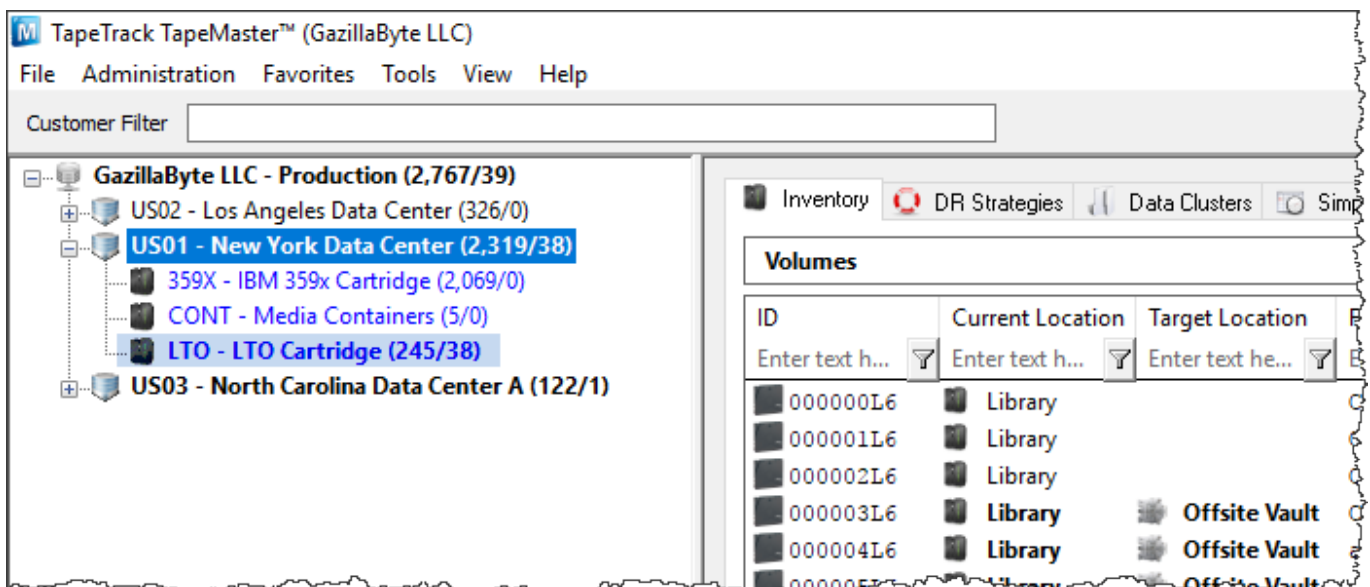 TapeTrack TapeMaster™ (GazillaByte LLC)
File Administration Favorites Tools View Help
Customer Filter
GazillaByte LLC - Production (2,767/39)
US02 - Los Angeles Data Center (326/0)
US01 - New York Data Center (2,319/38)
359X - IBM 359x Cartridge (2,069/0)
CONT - Media Containers (5/0)
LTO - LTO Cartridge (245/38)
US03 - North Carolina Data Center A (122/1)
Inventory DR Strategies Data Clusters
Volumes
ID Current Location Target Location
Enter text h... Enter text h... Enter text he...
000000L6 Library
000001L6 Library
000002L6 Library
000003L6 Library Offsite Vault
000004L6 Library Offsite Vault
Library Offsite Vault